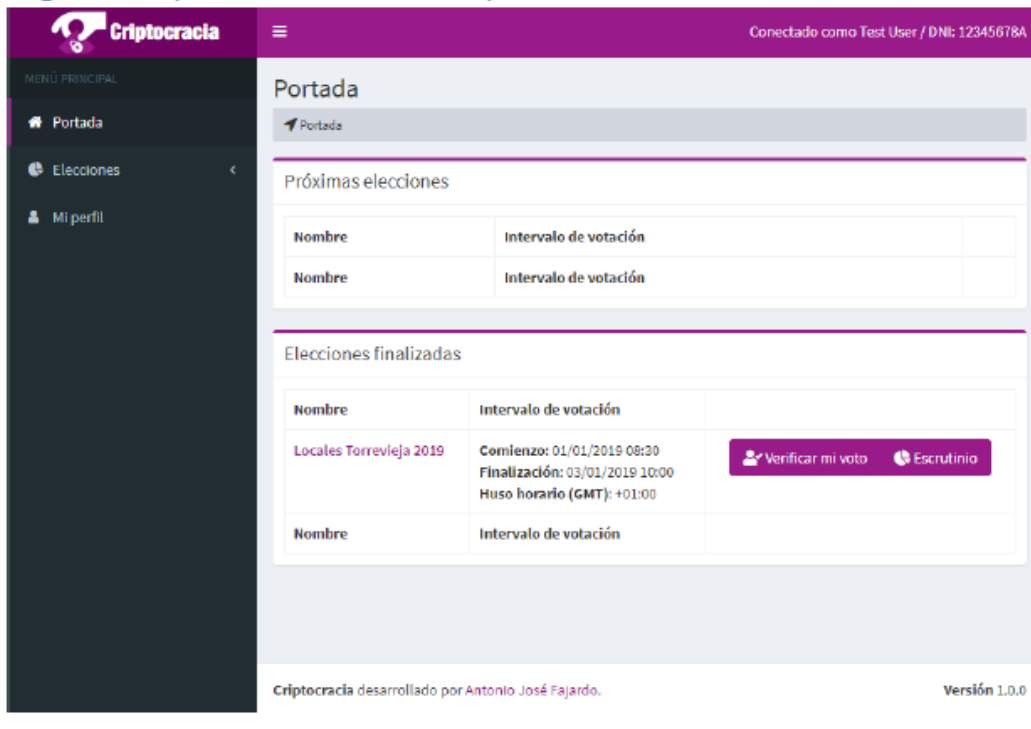 Criptocracia
Conectado como Test User / DNI: 12345678A
MENÚ PRINCIPAL
Portada
Elecciones
Mi perfil
Portada
Portada
Próximas elecciones
Nombre Intervalo de votación
Nombre Intervalo de votación
Elecciones finalizadas
Nombre Intervalo de votación
Locales Torrevieja 2019
Comienzo: 01/01/2019 08:30
Finalización: 03/01/2019 10:00
Huso horario (GMT): +01:00
Verificar mi voto Escrutinio
Nombre Intervalo de votación
Criptocracia desarrollado por Antonio José Fajardo. Versión 1.0.0